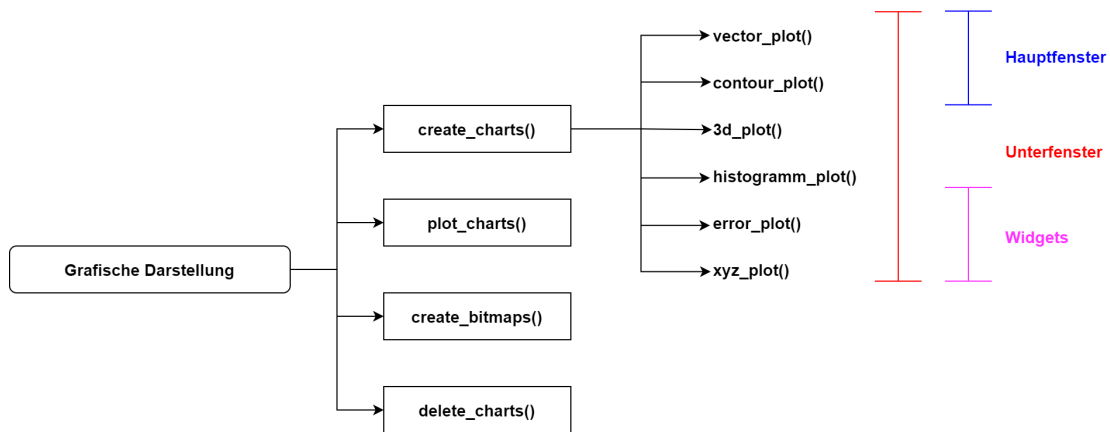 vector_plot()
Hauptfenster
contour_plot()
create_charts()
3d_plot()
Unterfenster
histogramm_plot()
plot_charts()
error_plot()
Widgets
Grafische Darstellung
xyz_plot()
create_bitmaps()
delete_charts()